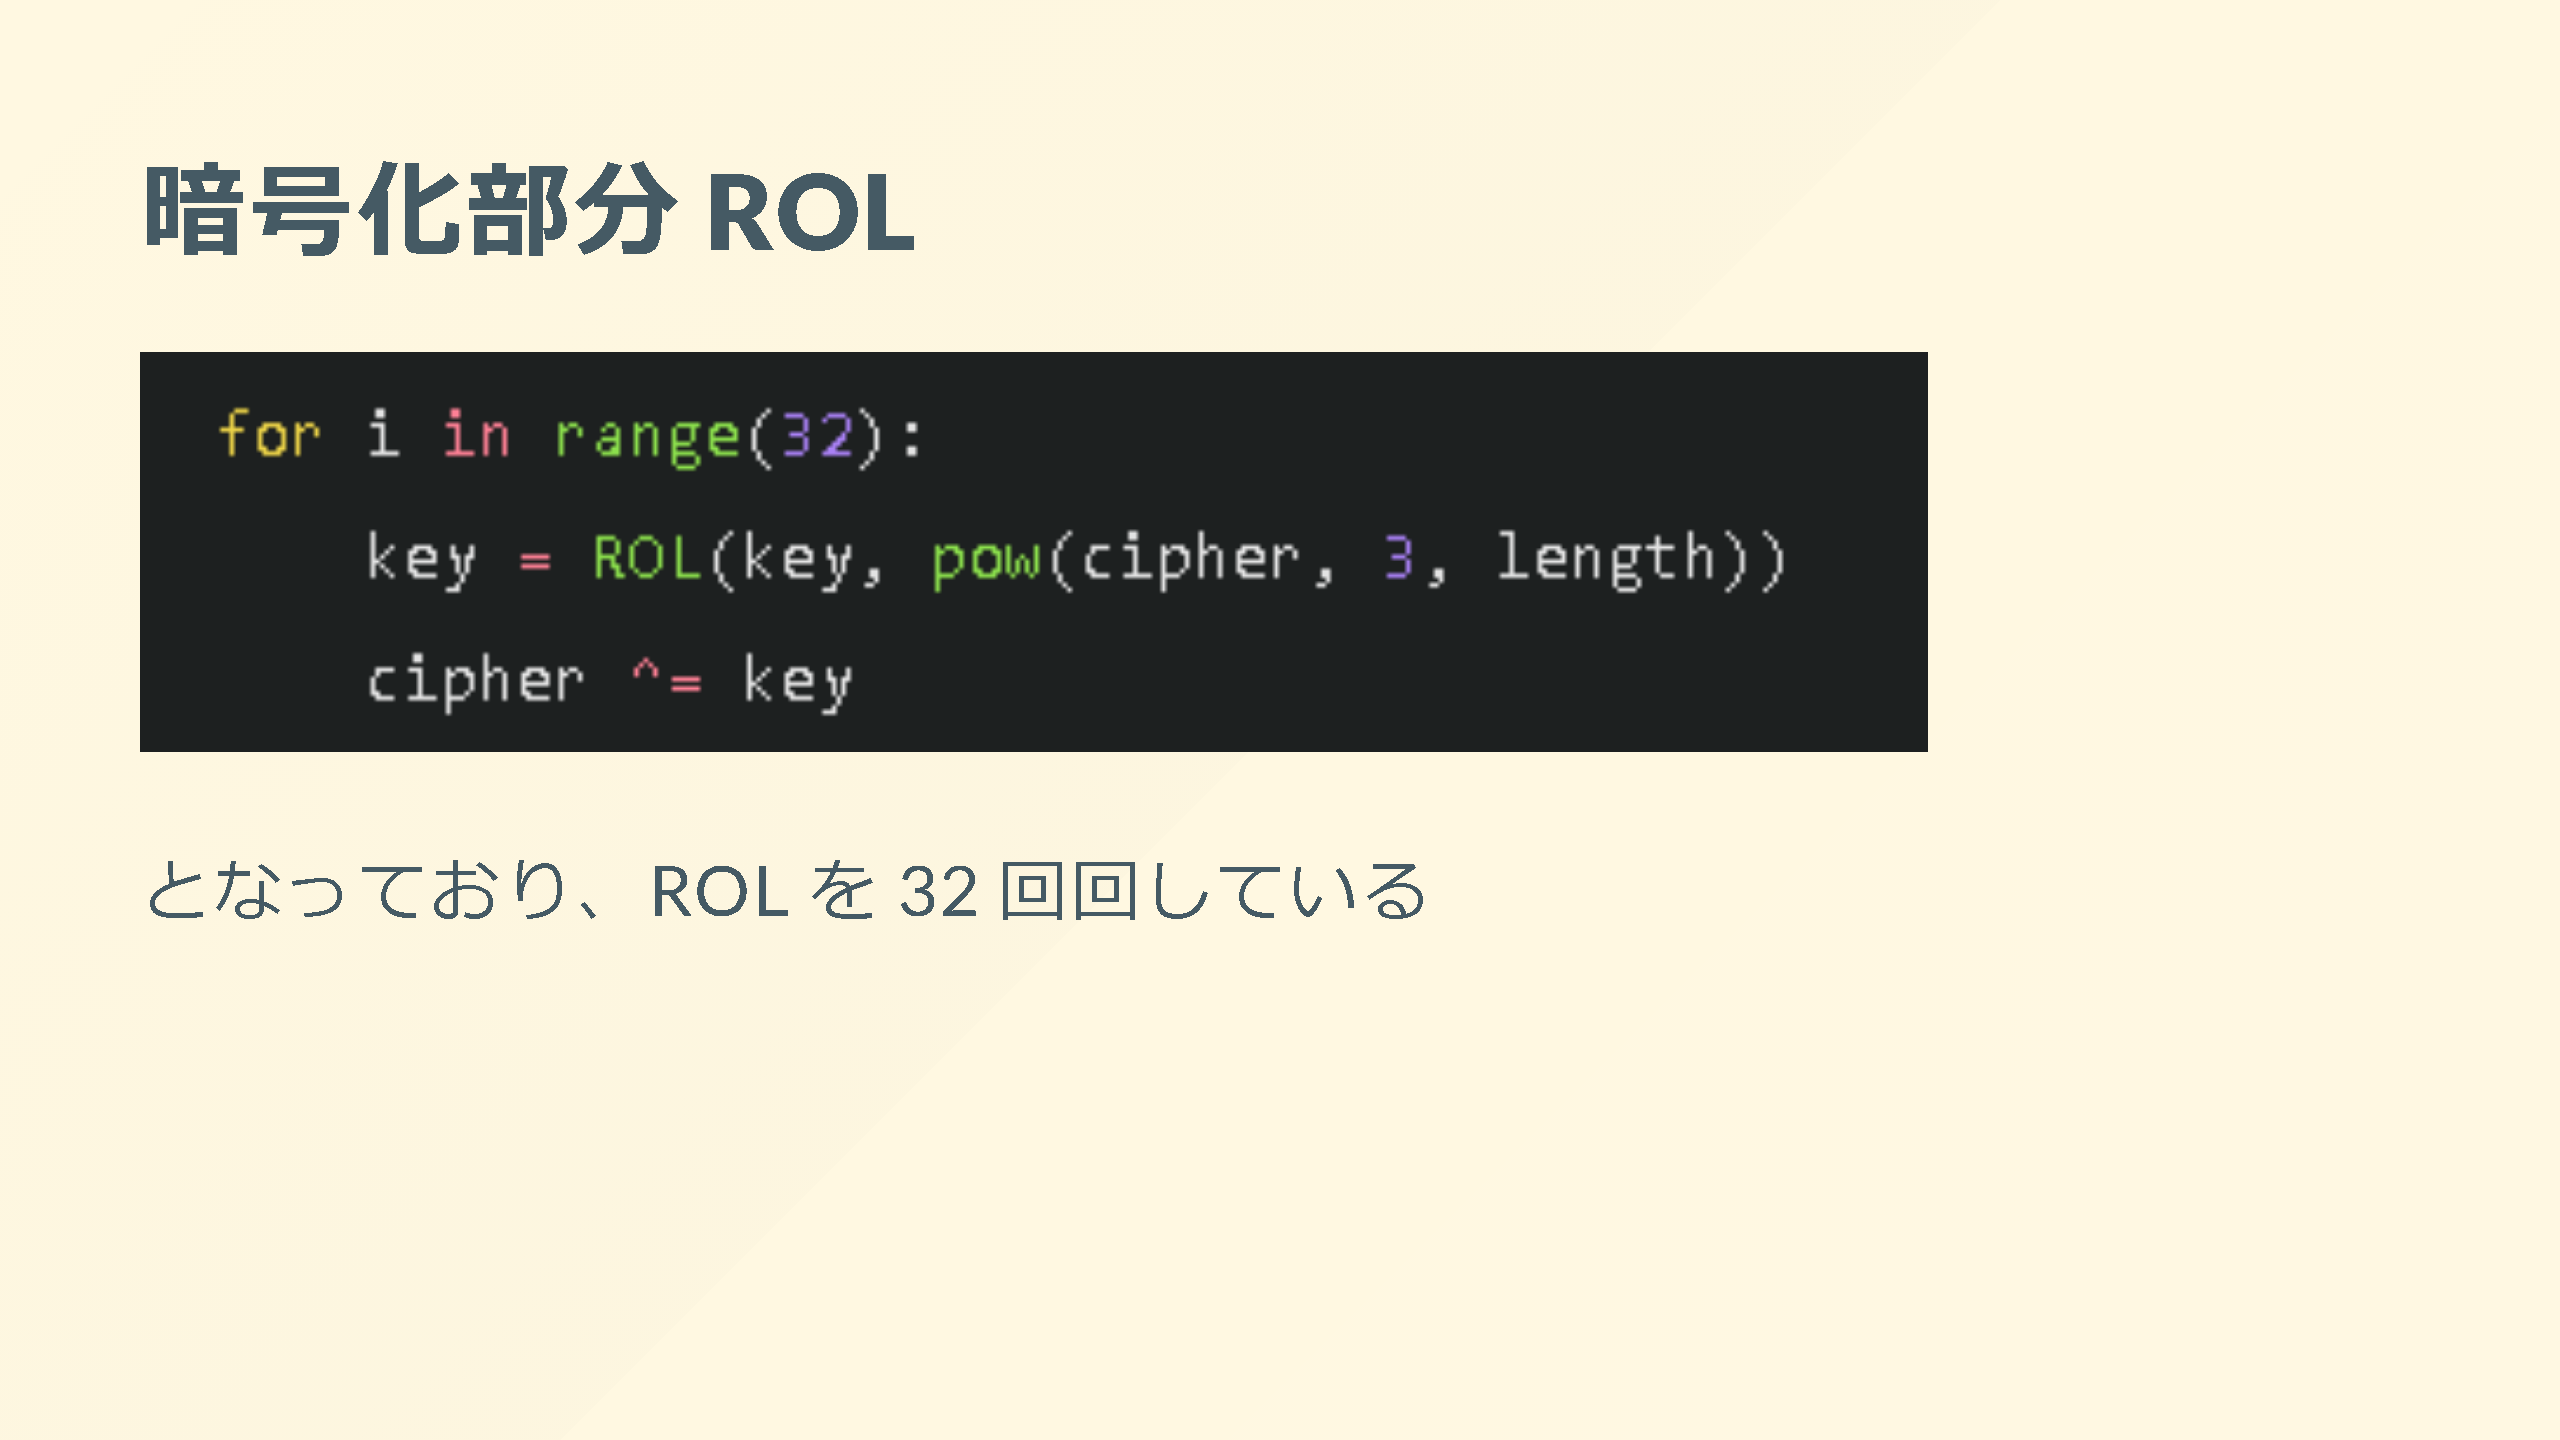 暗号化部分 ROL
for i in range(32):
    key = ROL(key, pow(cipher, 3, length))
    cipher ^= key
となっており、ROL を 32 回回している